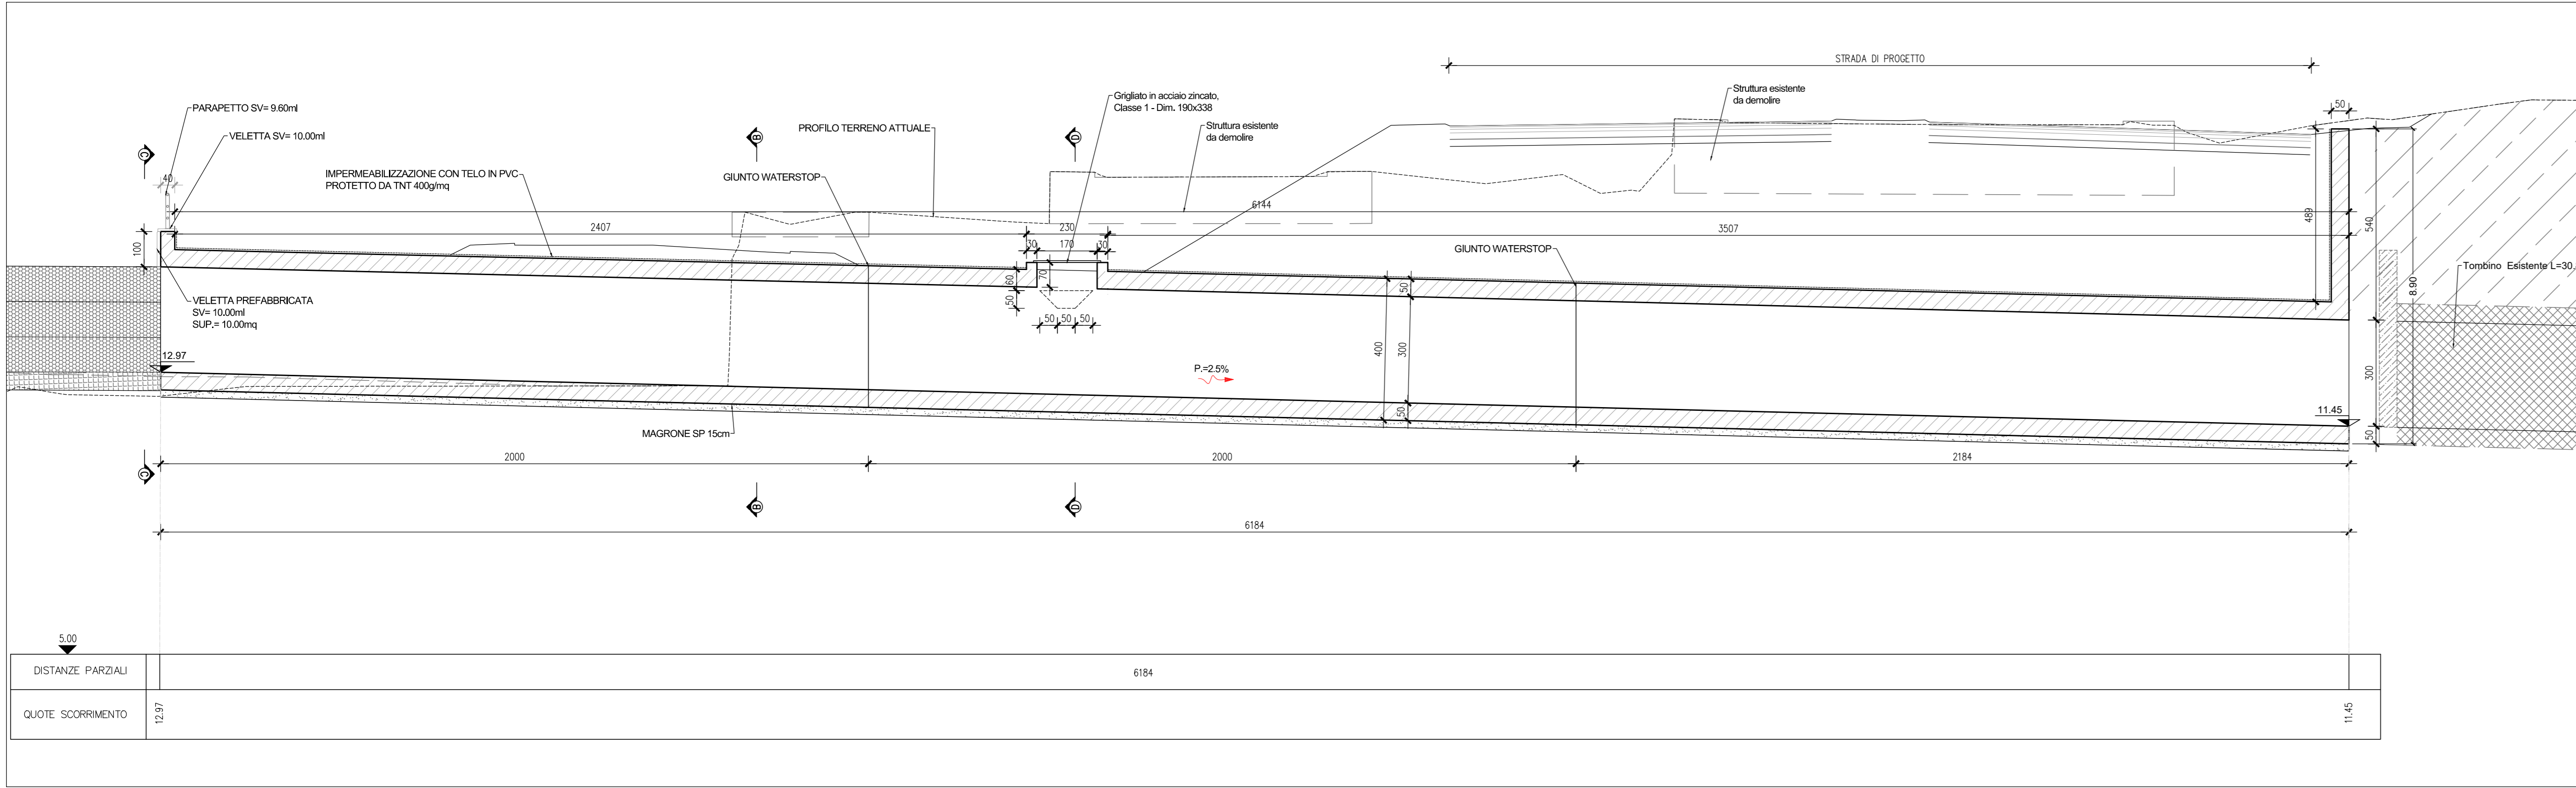 STRADA DI PROGETTO
Struttura esistente
da demolire
50
Grigliato in acciaio zincato,
Classe 1 - Dim. 190x338
PARAPETTO SV= 9.60ml
VELETTA SV= 10.00ml
PROFILO TERRENO ATTUALE
Struttura esistente
da demolire
C
B
D
40
IMPERMEABILIZZAZIONE CON TELO IN PVC
PROTETTO DA TNT 400g/mq
GIUNTO WATERSTOP
6144
489
540
2407
230
3507
100
30
170
30
GIUNTO WATERSTOP
Tombino Esistente L=30.
60
70
50
8.90
50
VELETTA PREFABBRICATA
SV= 10.00ml
SUP.= 10.00mq
50
50
50
12.97
400
300
P.=2.5%
300
50
11.45
50
MAGRONE SP 15cm
2000
2000
2184
C
B
D
6184
5.00
DISTANZE PARZIALI
6184
QUOTE SCORRIMENTO
12.97
11.45